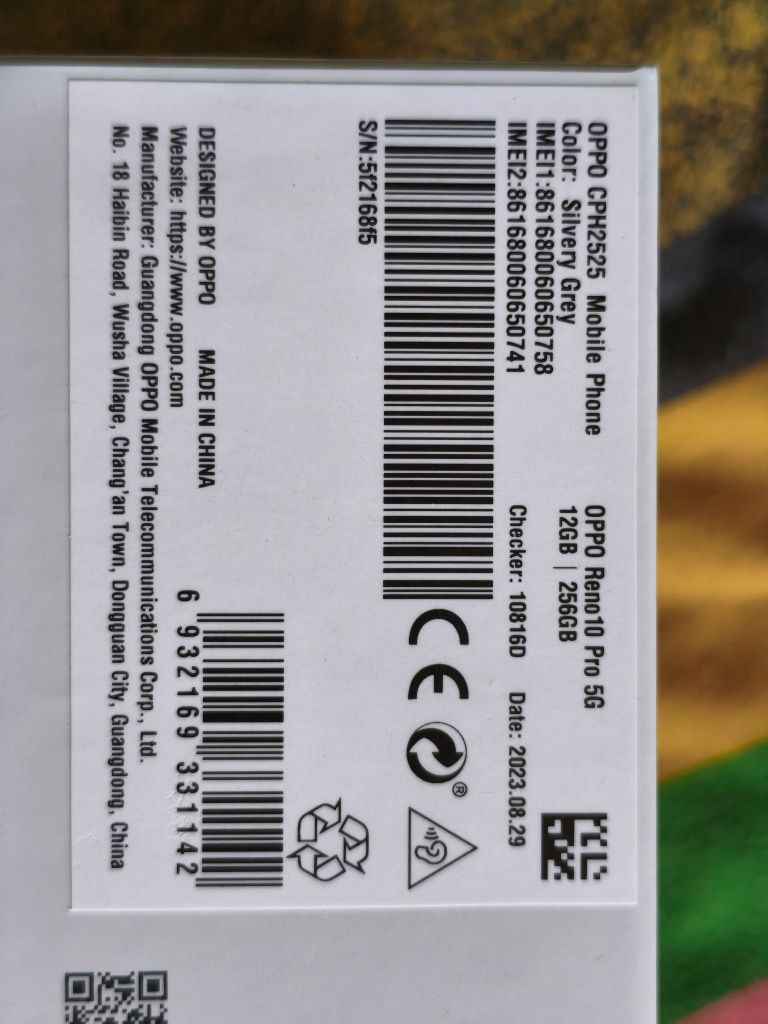 OPPO CPH2525 Mobile Phone OPPO Reno10 Pro 5G
Color: Silvery Grey 12GB | 256GB
IMEI1:861680060650758
IMEI2:861680060650741 Checker: 10816D Date: 2023.08.29
CE
®
S/N:5f2168f5
DESIGNED BY OPPO MADE IN CHINA
Website: https://www.oppo.com
6 932169 331142
Manufacturer: Guangdong OPPO Mobile Telecommunications Corp., Ltd.
No. 18 Haibin Road, Wusha Village, Chang'an Town, Dongguan City, Guangdong, China